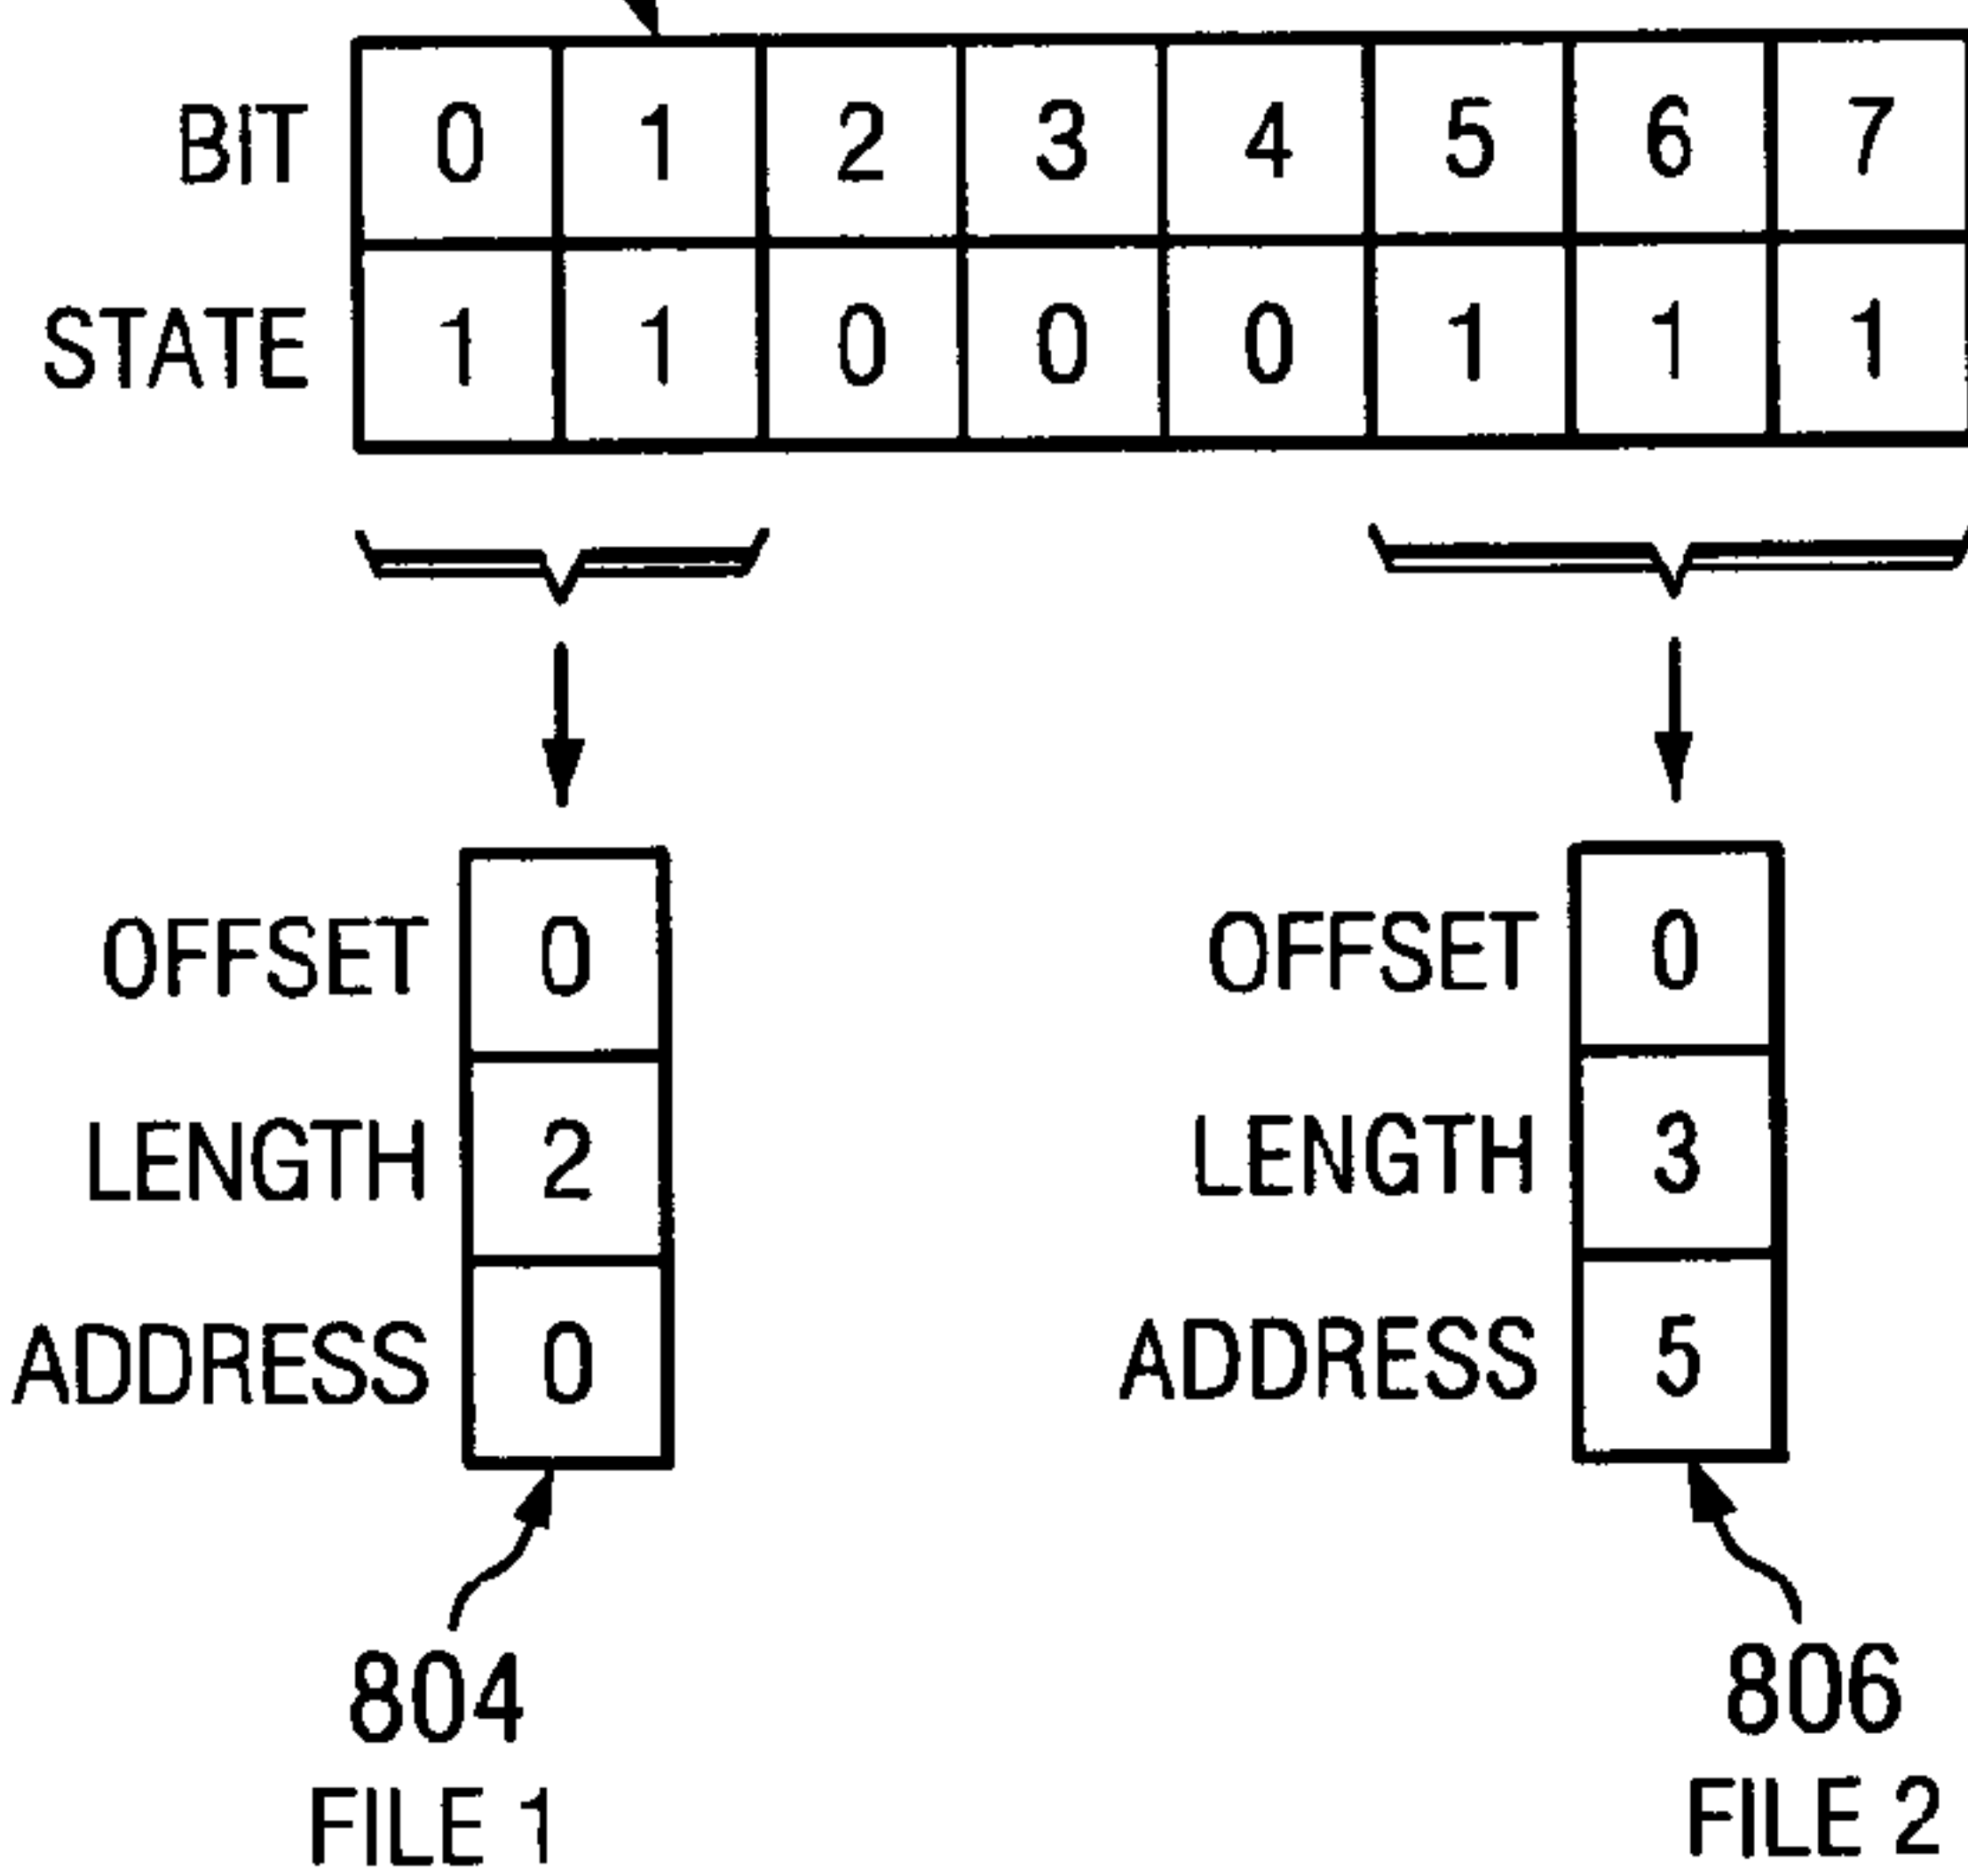 BIT 0 1 2 3 4 5 6 7
STATE 1 1 0 0 0 1 1 1
OFFSET 0
LENGTH 2
ADDRESS 0
804
FILE 1
OFFSET 0
LENGTH 3
ADDRESS 5
806
FILE 2